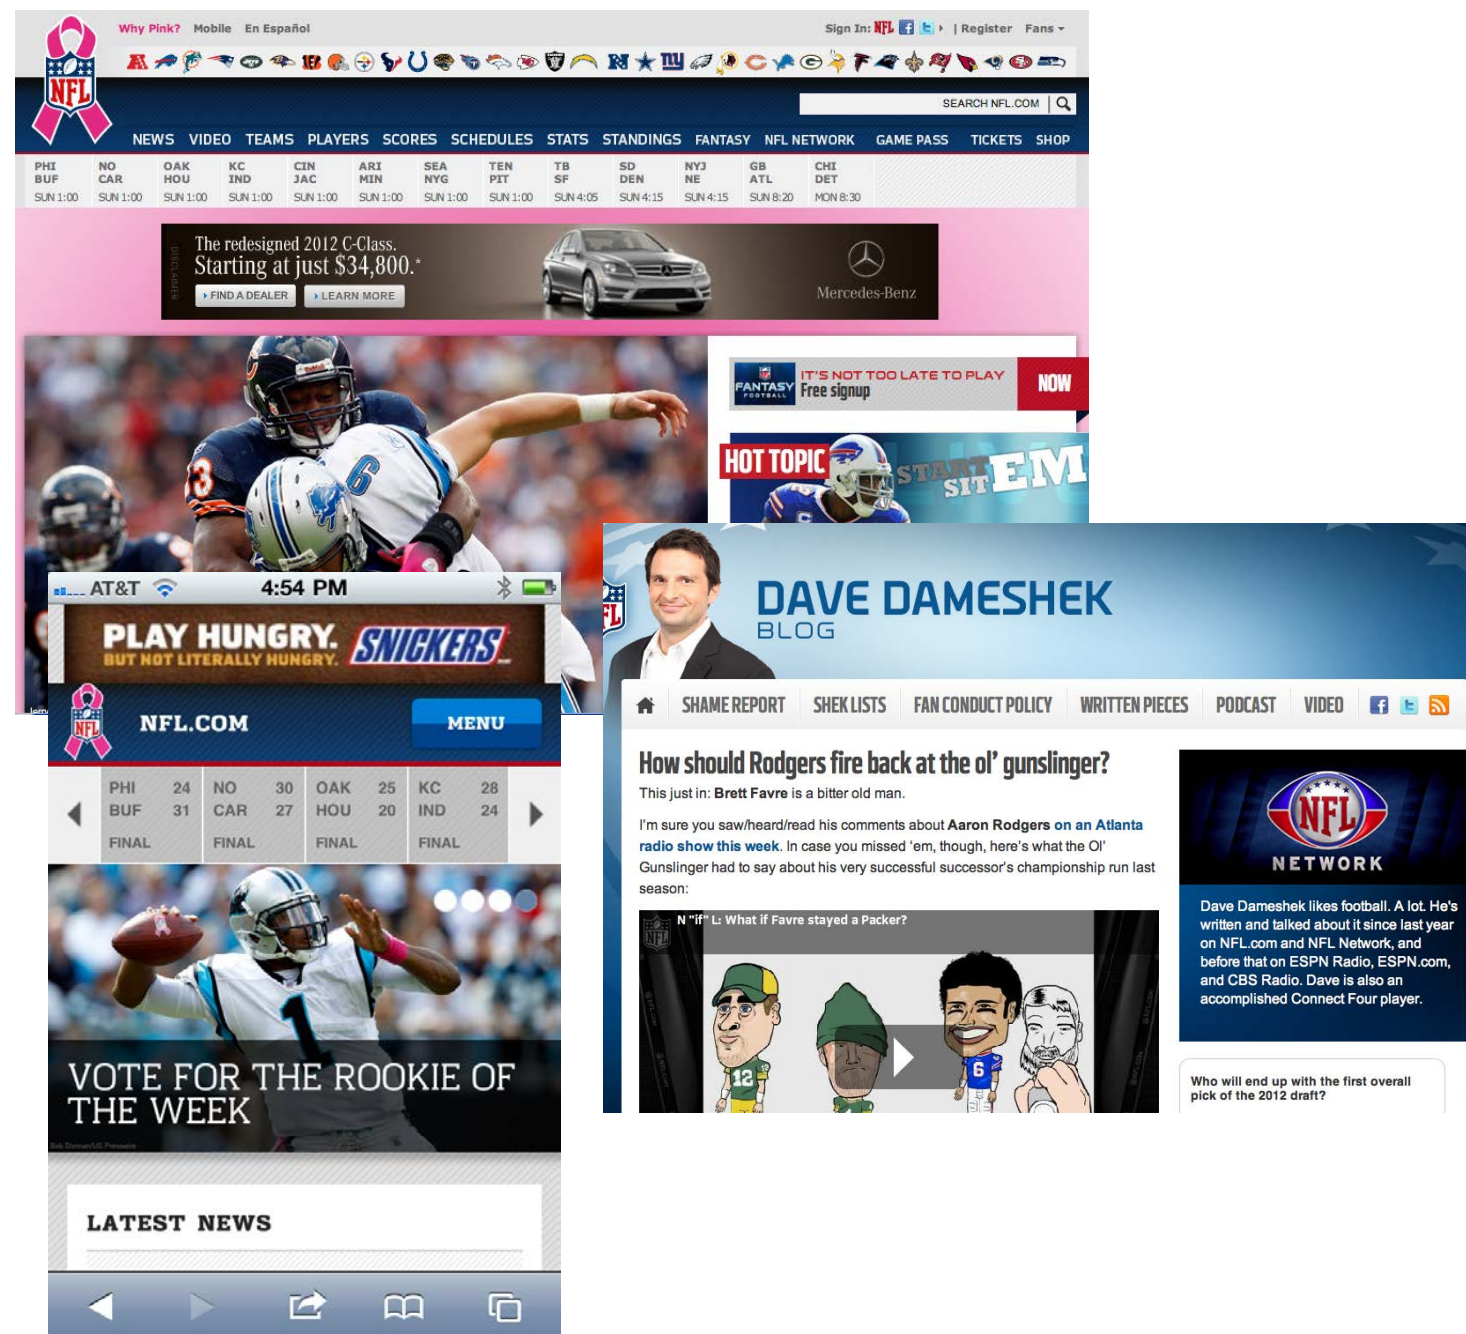 Why Pink? Mobile En Español
Sign In: NFL | Register Fans
NFL
SEARCH NFL.COM
NEWS VIDEO TEAMS PLAYERS SCORES SCHEDULES STATS STANDINGS FANTASY NFL NETWORK GAME PASS TICKETS SHOP
PHI NO OAK KC CIN ARI SEA TEN TB SD NYJ GB CHI
BUF CAR HOU IND JAC MIN NYG PIT SF DEN NE ATL DET
SUN 1:00 SUN 1:00 SUN 1:00 SUN 1:00 SUN 1:00 SUN 1:00 SUN 1:00 SUN 1:00 SUN 4:05 SUN 4:15 SUN 4:15 SUN 8:20 MON 8:30
DISCLAIMER
The redesigned 2012 C-Class.
Starting at just $34,800.*
FIND A DEALER LEARN MORE
Mercedes-Benz
FANTASY
FOOTBALL
IT'S NOT TOO LATE TO PLAY
Free signup
NOW
HOT TOPIC
START
SIT
EM
6
AT&T 4:54 PM
PLAY HUNGRY.
BUT NOT LITERALLY HUNGRY.
SNICKERS
NFL
NFL.COM
MENU
PHI 24 NO 30 OAK 25 KC 28
BUF 31 CAR 27 HOU 20 IND 24
FINAL FINAL FINAL FINAL
1
VOTE FOR THE ROOKIE OF
THE WEEK
LATEST NEWS
DAVE DAMESHEK
BLOG
SHAME REPORT SHEK LISTS FAN CONDUCT POLICY WRITTEN PIECES PODCAST VIDEO
How should Rodgers fire back at the ol' gunslinger?
This just in: Brett Favre is a bitter old man.
I'm sure you saw/heard/read his comments about Aaron Rodgers on an Atlanta
radio show this week. In case you missed 'em, though, here's what the Ol'
Gunslinger had to say about his very successful successor's championship run last
season:
NFL
N "if" L: What if Favre stayed a Packer?
12
6
NFL
NETWORK
Dave Dameshek likes football. A lot. He's
written and talked about it since last year
on NFL.com and NFL Network, and
before that on ESPN Radio, ESPN.com,
and CBS Radio. Dave is also an
accomplished Connect Four player.
Who will end up with the first overall
pick of the 2012 draft?